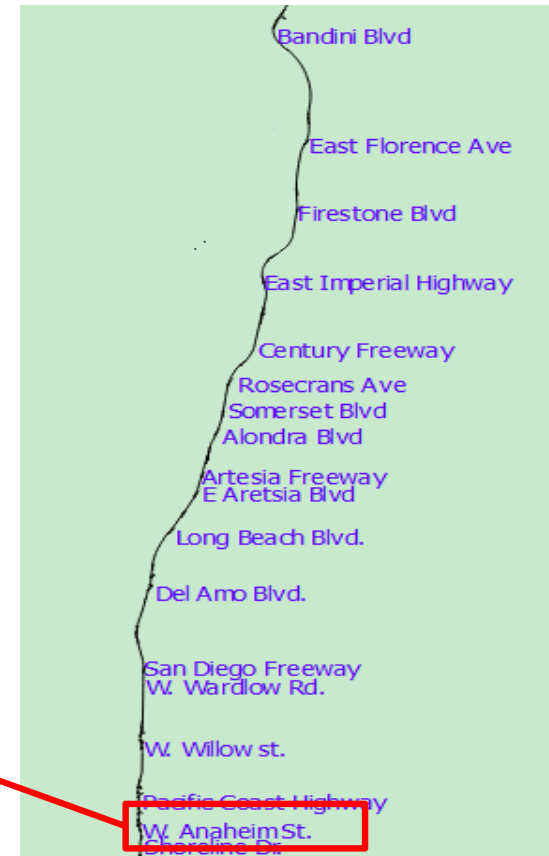 Bandini Blvd
East Florence Ave
Firestone Blvd
East Imperial Highway
Century Freeway
Rosecrans Ave
Somerset Blvd
Alondra Blvd
Artesia Freeway
E Aretsia Blvd
Long Beach Blvd.
Del Amo Blvd.
San Diego Freeway
W. Wardlow Rd.
W. Willow st.
Pacific Coast Highway
W. Anaheim St.
Shoreline Dr.